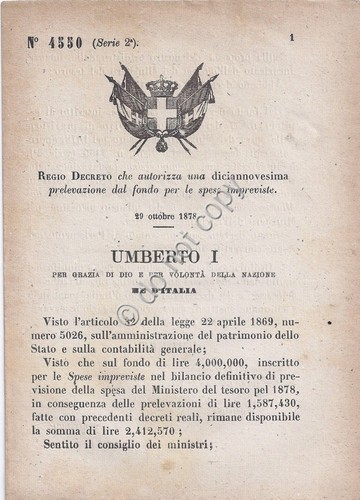 N° 4550 (Serie 2ª).
1
REGIO DECRETO che autorizza una diciannovesima
prelevazione dal fondo per le spese impreviste.
29 ottobre 1878
UMBERTO I
PER GRAZIA DI DIO E PER VOLONTÀ DELLA NAZIONE
RE D'ITALIA
Visto l'articolo 32 della legge 22 aprile 1869, nu-
mero 5026, sull'amministrazione del patrimonio dello
Stato e sulla contabilità generale;
Visto che sul fondo di lire 4,000,000, inscritto
per le Spese impreviste nel bilancio definitivo di pre-
visione della spesa del Ministero del tesoro pel 1878,
in conseguenza delle prelevazioni di lire 1,587,430,
fatte con precedenti decreti reali, rimane disponibile
la somma di lire 2,412,570;
Sentito il consiglio dei ministri;
do not copy